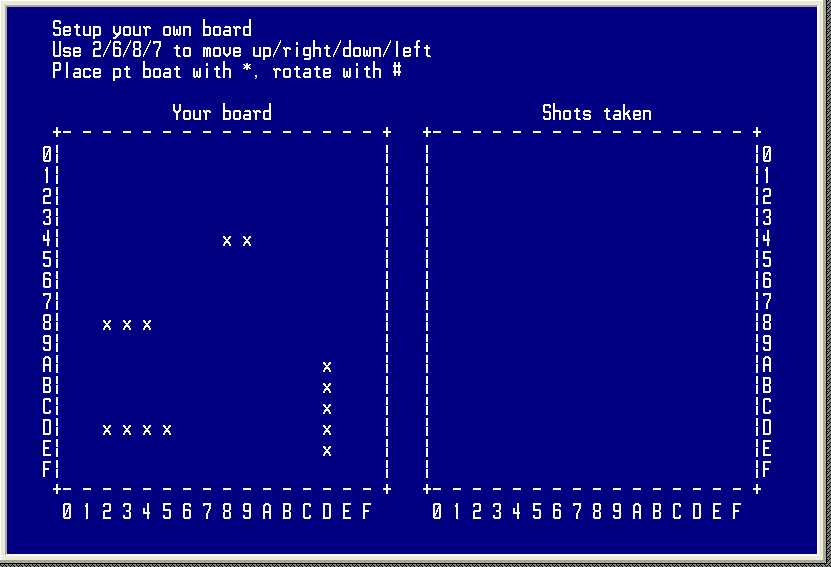 Setup your own board
Use 2/6/8/7 to move up/right/down/left
Place pt boat with *, rotate with #
Your board Shots taken
+- - - - - - - - - - - - - - - - +   +- - - - - - - - - - - - - - - - +
0|                                |   |                                |0
1|                                |   |                                |1
2|                                |   |                                |2
3|                                |   |                                |3
4|                x x             |   |                                |4
5|                                |   |                                |5
6|                                |   |                                |6
7|                                |   |                                |7
8|    x x x                       |   |                                |8
9|                                |   |                                |9
A|                          x     |   |                                |A
B|                          x     |   |                                |B
C|                          x     |   |                                |C
D|    x x x x               x     |   |                                |D
E|                          x     |   |                                |E
F|                                |   |                                |F
+- - - - - - - - - - - - - - - - +   +- - - - - - - - - - - - - - - - +
0 1 2 3 4 5 6 7 8 9 A B C D E F      0 1 2 3 4 5 6 7 8 9 A B C D E F